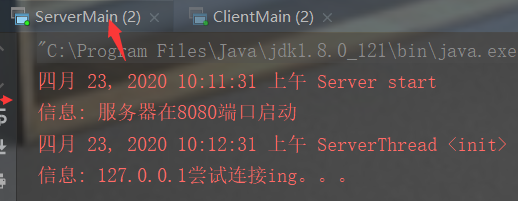 ServerMain (2) × ClientMain (2) ×
"C:\Program Files\Java\jdk1.8.0_121\bin\java.exe
四月 23, 2020 10:11:31 上午 Server start
信息: 服务器在8080端口启动
四月 23, 2020 10:12:31 上午 ServerThread <init>
信息: 127.0.0.1尝试连接ing。。。